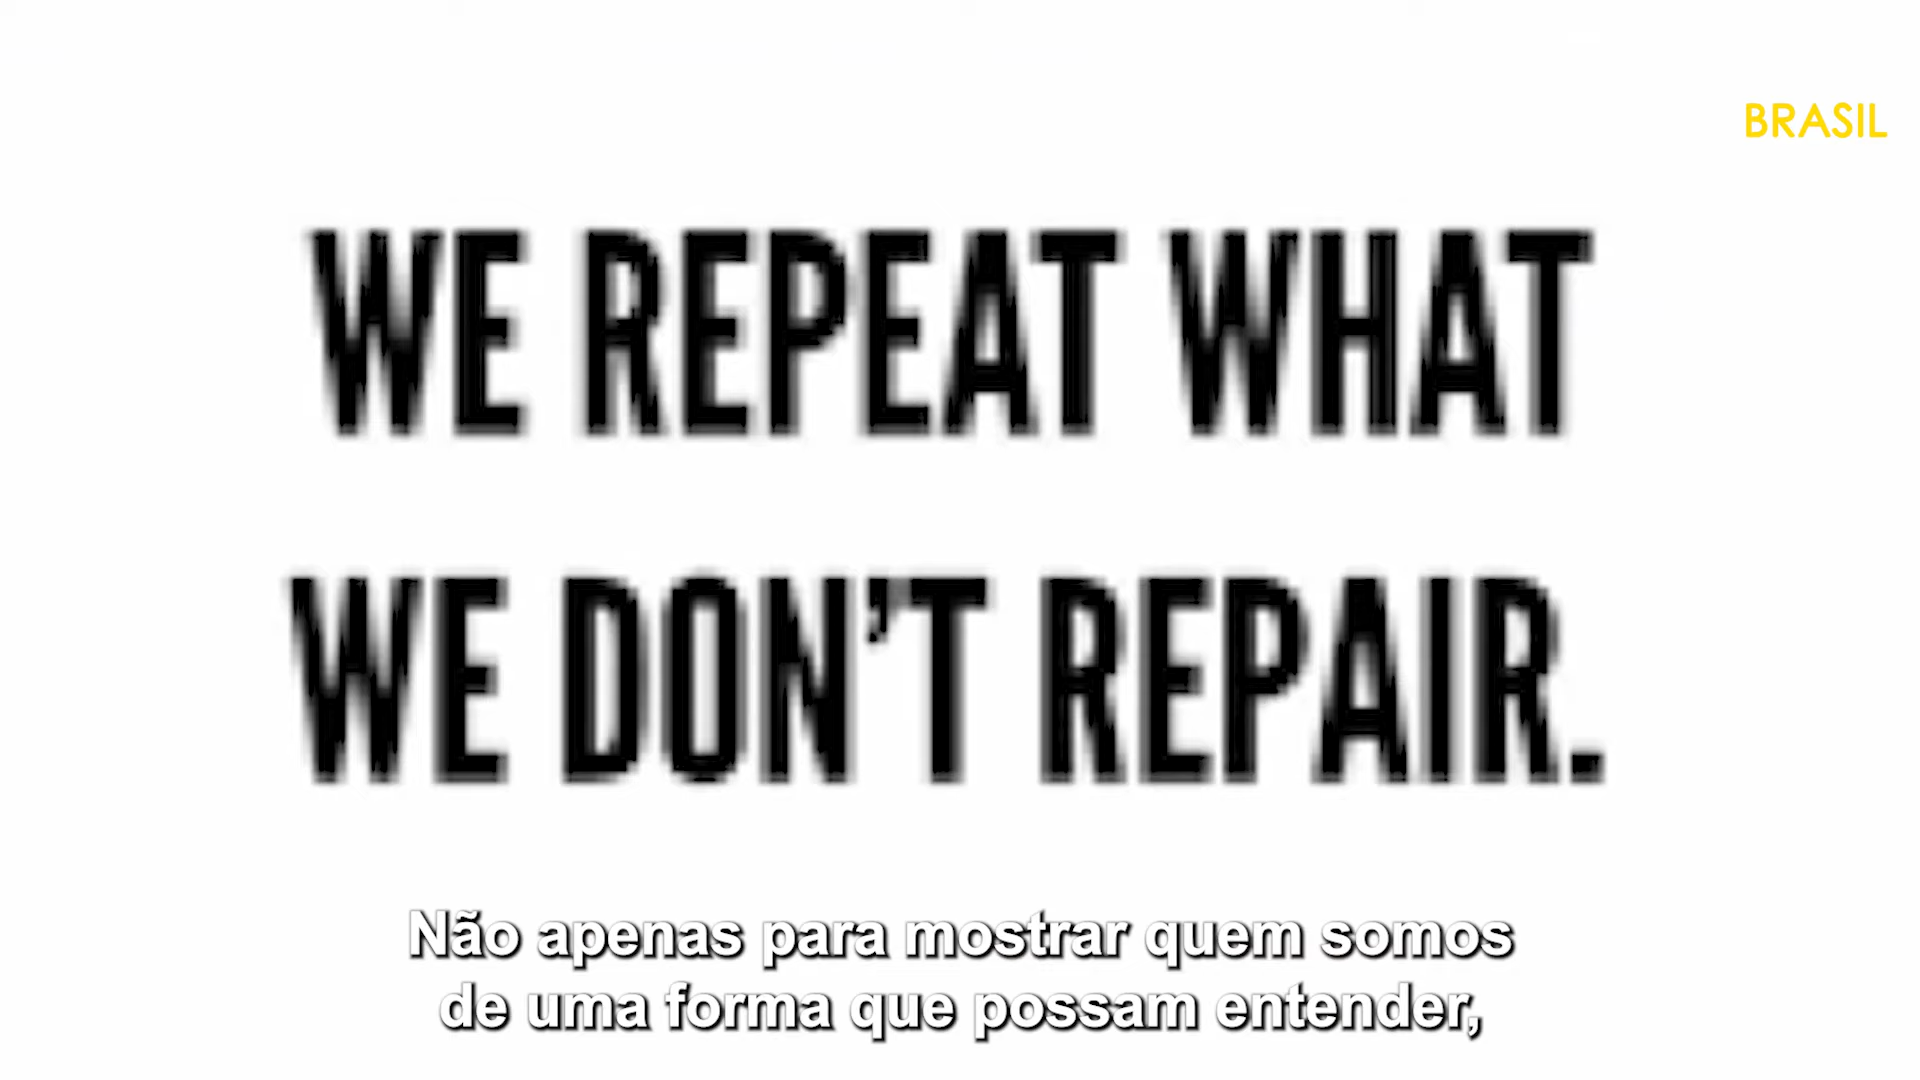 BRASIL
WE REPEAT WHAT
WE DON'T REPAIR.
Não apenas para mostrar quem somos
de uma forma que possam entender,